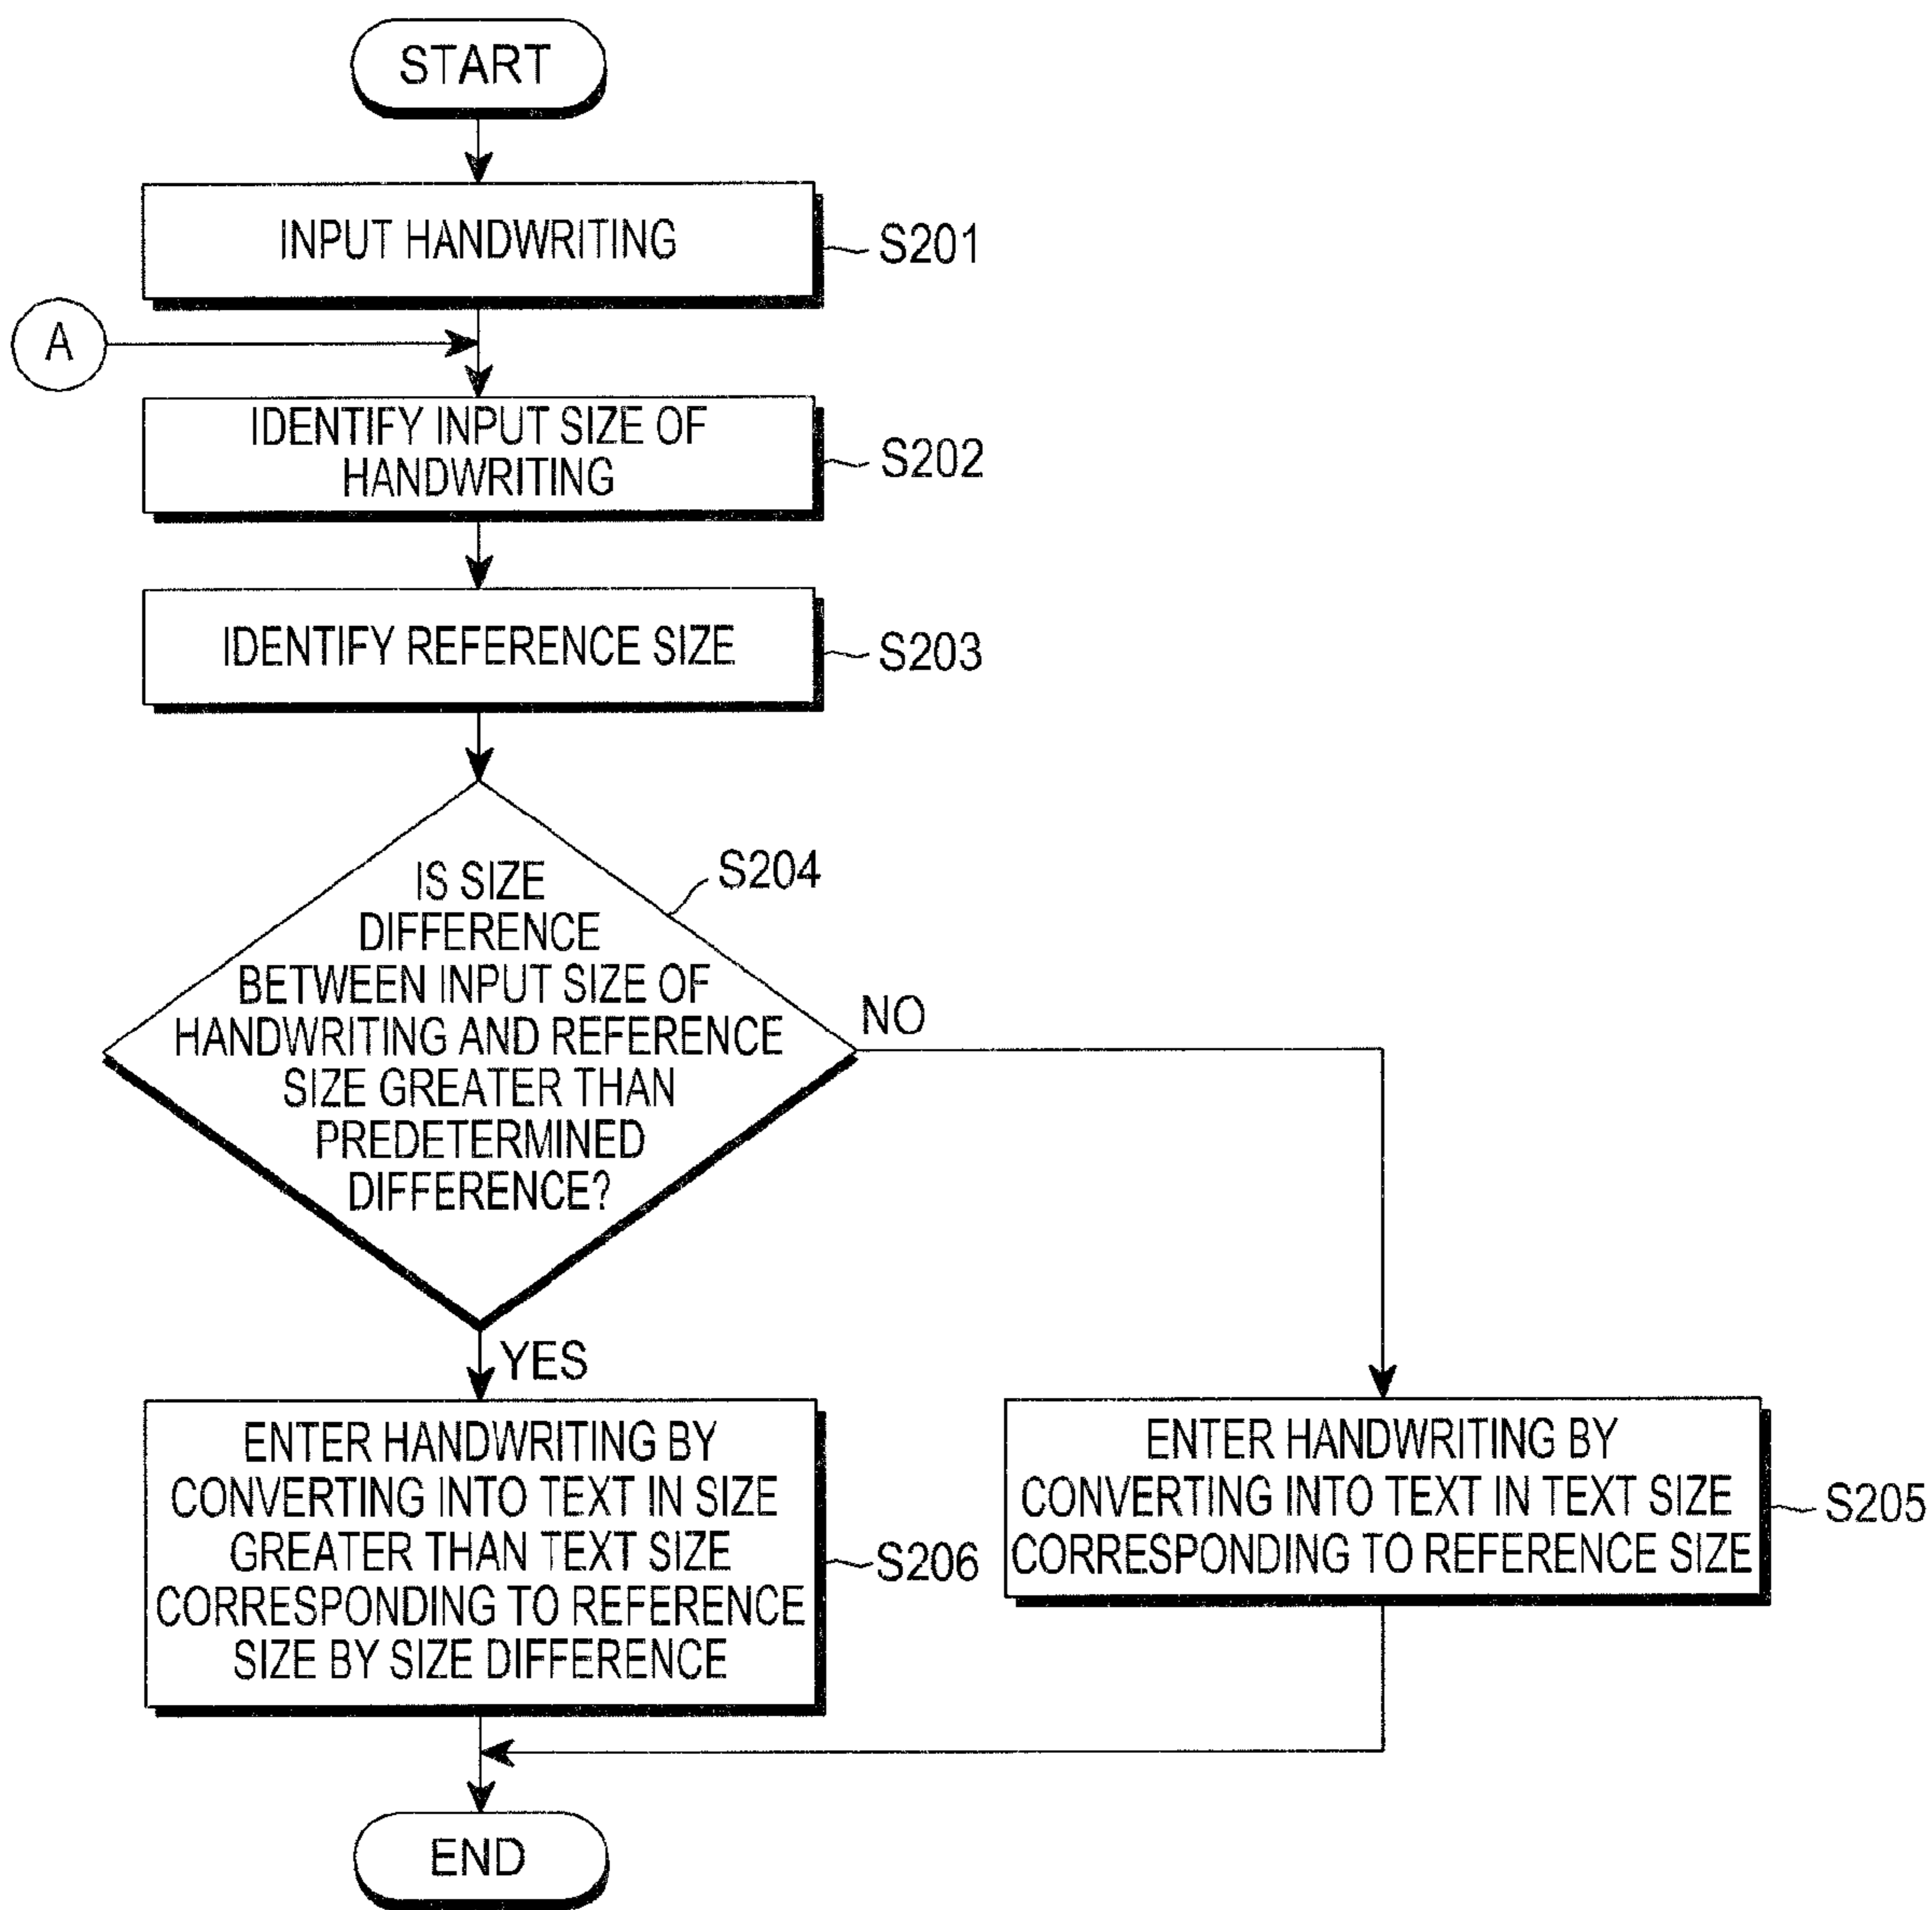 START
INPUT HANDWRITING
S201
A
IDENTIFY INPUT SIZE OF
HANDWRITING
S202
IDENTIFY REFERENCE SIZE
S203
IS SIZE
DIFFERENCE
BETWEEN INPUT SIZE OF
HANDWRITING AND REFERENCE
SIZE GREATER THAN
PREDETERMINED
DIFFERENCE?
S204
NO
YES
ENTER HANDWRITING BY
CONVERTING INTO TEXT IN SIZE
GREATER THAN TEXT SIZE
CORRESPONDING TO REFERENCE
SIZE BY SIZE DIFFERENCE
S206
ENTER HANDWRITING BY
CONVERTING INTO TEXT IN TEXT SIZE
CORRESPONDING TO REFERENCE SIZE
S205
END